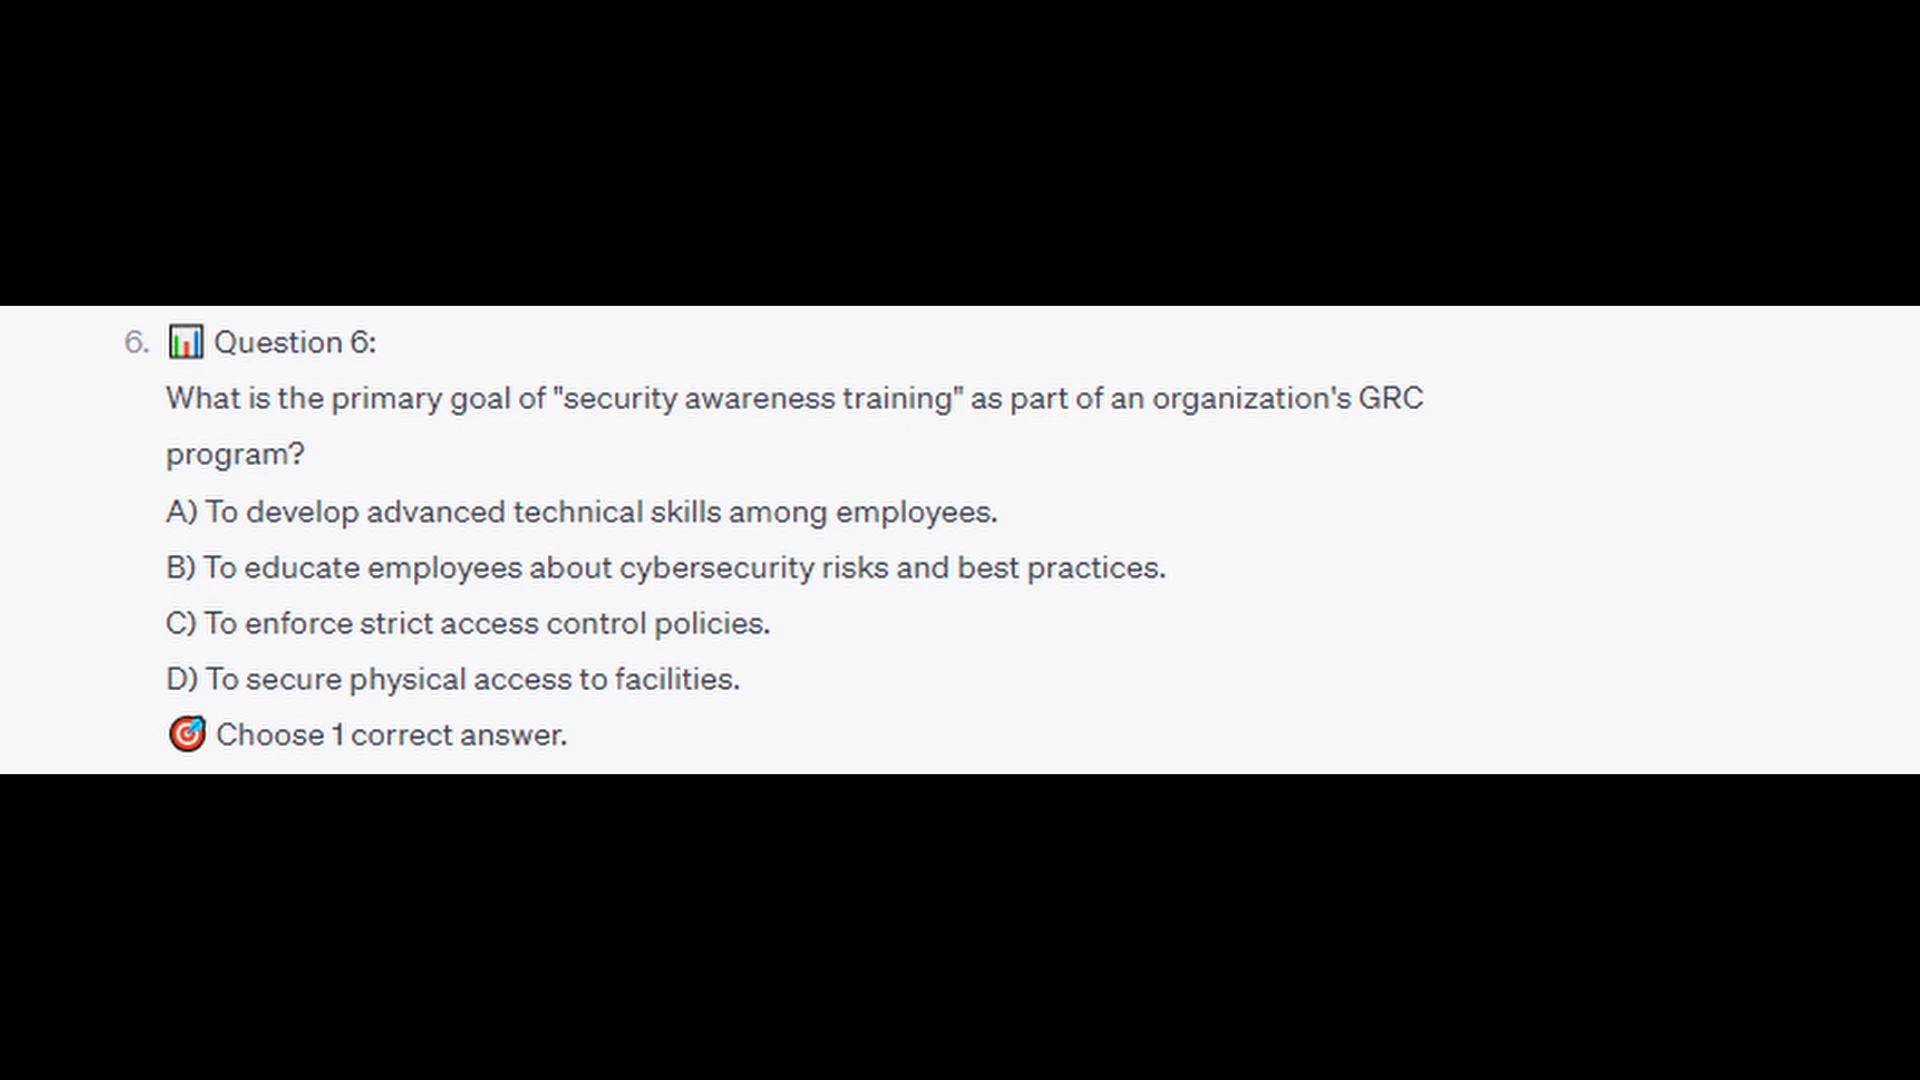 6. 📊 Question 6:
What is the primary goal of "security awareness training" as part of an organization's GRC
program?
A) To develop advanced technical skills among employees.
B) To educate employees about cybersecurity risks and best practices.
C) To enforce strict access control policies.
D) To secure physical access to facilities.
🎯 Choose 1 correct answer.